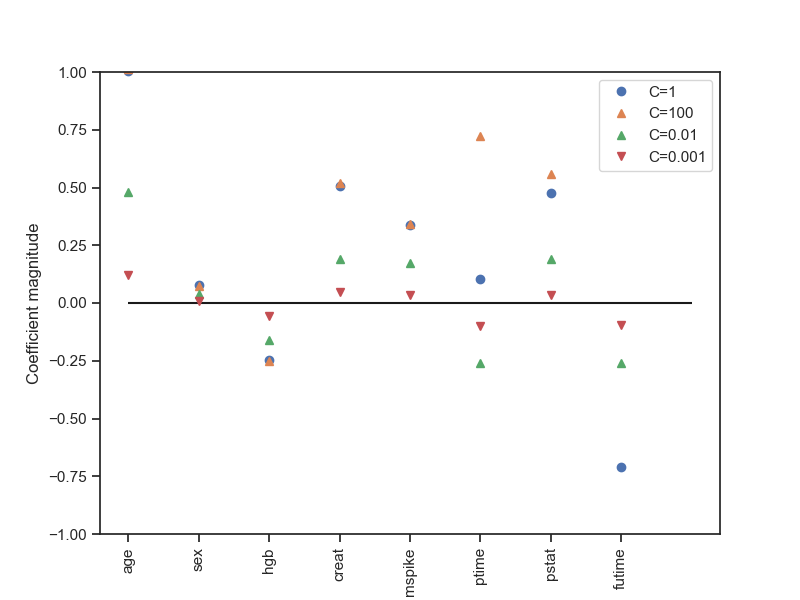 1.00
0.75
0.50
0.25
0.00
−0.25
−0.50
−0.75
−1.00
Coefficient magnitude
C=1
C=100
C=0.01
C=0.001
age
sex
hgb
creat
mspike
ptime
pstat
futime